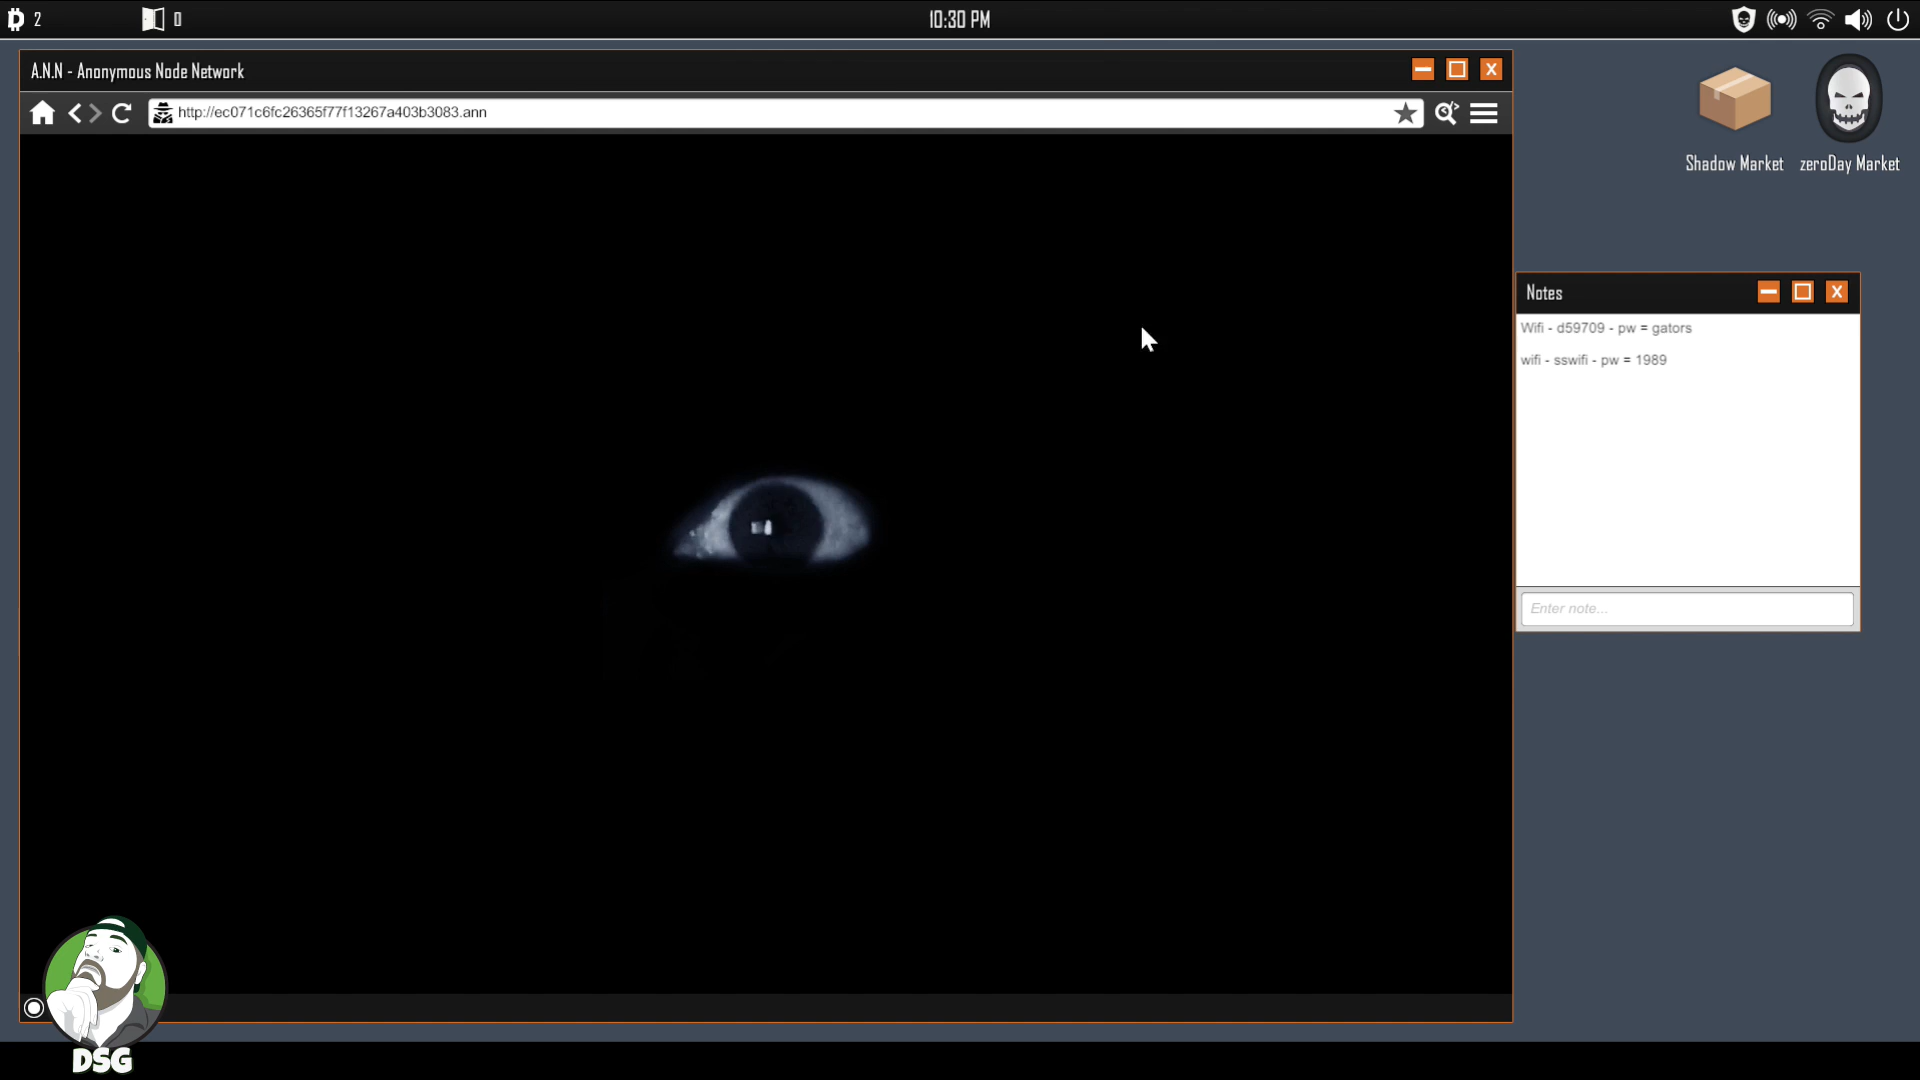 2
0
10:30 PM
A.N.N - Anonymous Node Network
http://ec071c6fc26365f77f13267a403b3083.ann
Shadow Market
zeroDay Market
Notes
Wifi - d59709 - pw = gators
wifi - sswifi - pw = 1989
Enter note...
DSG